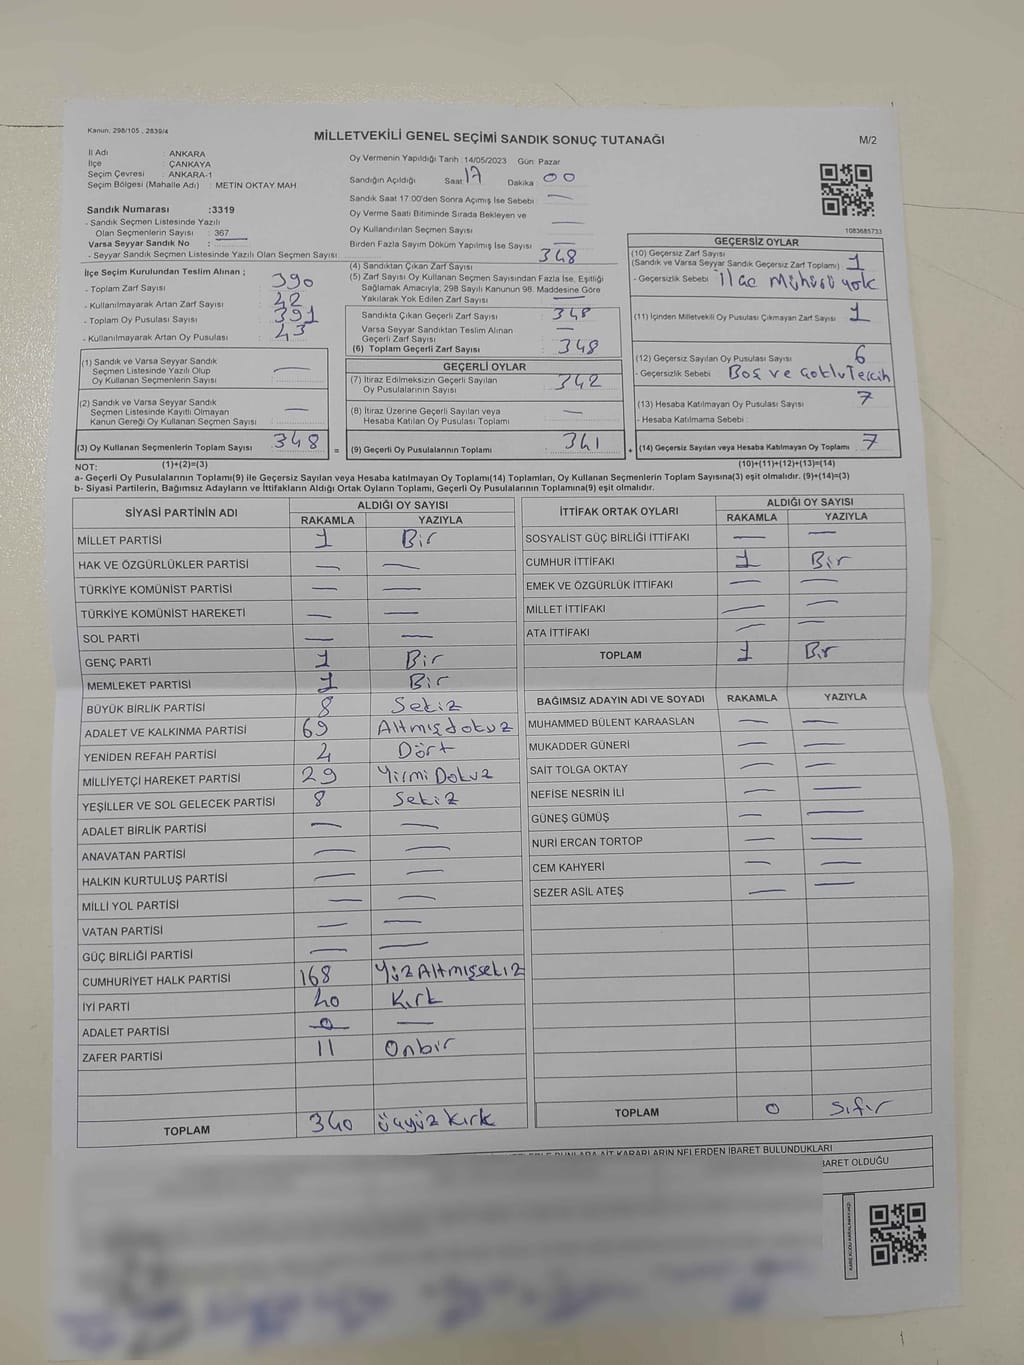 Kanun, 298/105 , 2839/4
MİLLETVEKİLİ GENEL SEÇİMİ SANDIK SONUÇ TUTANAĞI
M/2
İl Adı : ANKARA
İlçe : ÇANKAYA
Seçim Çevresi : ANKARA-1
Seçim Bölgesi (Mahalle Adı) : METİN OKTAY MAH
Sandık Numarası :3319
- Sandık Seçmen Listesinde Yazılı
Olan Seçmenlerin Sayısı : 367
Varsa Seyyar Sandık No :
- Seyyar Sandık Seçmen Listesinde Yazılı Olan Seçmen Sayısı:
Oy Vermenin Yapıldığı Tarih :14/05/2023 Gün: Pazar
Sandığın Açıldığı Saat: 17 Dakika : 00
Sandık Saat 17:00'den Sonra Açımış İse Sebebi : —
Oy Verme Saati Bitiminde Sırada Bekleyen ve
Oy Kullandırılan Seçmen Sayısı : —
Birden Fazla Sayım Döküm Yapılmış İse Sayısı : —
1083685733
İlçe Seçim Kurulundan Teslim Alınan ;
- Toplam Zarf Sayısı : 390
- Kullanılmayarak Artan Zarf Sayısı : 42
- Toplam Oy Pusulası Sayısı : 391
- Kullanılmayarak Artan Oy Pusulası : 43
(1) Sandık ve Varsa Seyyar Sandık
Seçmen Listesinde Yazılı Olup
Oy Kullanan Seçmenlerin Sayısı : —
(2) Sandık ve Varsa Seyyar Sandık
Seçmen Listesinde Kayıtlı Olmayan
Kanun Gereği Oy Kullanan Seçmen Sayısı : —
(3) Oy Kullanan Seçmenlerin Toplam Sayısı : 348
(1)+(2)=(3)
(4) Sandıktan Çıkan Zarf Sayısı : 348
(5) Zarf Sayısı Oy Kullanan Seçmen Sayısından Fazla İse, Eşitliği
Sağlamak Amacıyla, 298 Sayılı Kanunun 98. Maddesine Göre
Yakılarak Yok Edilen Zarf Sayısı : —
Sandıkta Çıkan Geçerli Zarf Sayısı : 348
Varsa Seyyar Sandıktan Teslim Alınan
Geçerli Zarf Sayısı : —
(6) Toplam Geçerli Zarf Sayısı : 348
GEÇERLİ OYLAR
(7) İtiraz Edilmeksizin Geçerli Sayılan
Oy Pusulasının Sayısı : 342
(8) İtiraz Üzerine Geçerli Sayılan veya
Hesaba Katılan Oy Pusulası Toplamı : —
= (9) Geçerli Oy Pusulalarının Toplamı : 341 +
GEÇERSİZ OYLAR
(10) Geçersiz Zarf Sayısı
(Sandık ve Varsa Seyyar Sandık Geçersiz Zarf Toplamı) : 1
- Geçersizlik Sebebi : İlçe Mühürü yok
(11) İçinden Milletvekili Oy Pusulası Çıkmayan Zarf Sayısı : 1
(12) Geçersiz Sayılan Oy Pusulası Sayısı : 6
- Geçersizlik Sebebi : Boş ve Çoklu Tercih
(13) Hesaba Katılmayan Oy Pusulası Sayısı : 7
- Hesaba Katılmama Sebebi :
(14) Geçersiz Sayılan veya Hesaba Katılmayan Oy Toplamı : 7
(10)+(11)+(12)+(13)=(14)
NOT:
a- Geçerli Oy Pusulalarının Toplamı(9) ile Geçersiz Sayılan veya Hesaba katılmayan Oy Toplamı(14) Toplamları, Oy Kullanan Seçmenlerin Toplam Sayısına(3) eşit olmalıdır. (9)+(14)=(3)
b- Siyasi Partilerin, Bağımsız Adayların ve İttifakların Aldığı Ortak Oyların Toplamı, Geçerli Oy Pusulalarının Toplamına(9) eşit olmalıdır.
SİYASİ PARTİNİN ADI ALDIĞI OY SAYISI
RAKAMLA YAZIYLA
MİLLET PARTİSİ 1 Bir
HAK VE ÖZGÜRLÜKLER PARTİSİ — —
TÜRKİYE KOMÜNİST PARTİSİ — —
TÜRKİYE KOMÜNİST HAREKETİ — —
SOL PARTİ — —
GENÇ PARTİ 1 Bir
MEMLEKET PARTİSİ 1 Bir
BÜYÜK BİRLİK PARTİSİ 8 Sekiz
ADALET VE KALKINMA PARTİSİ 69 Altmışdokuz
YENİDEN REFAH PARTİSİ 4 Dört
MİLLİYETÇİ HAREKET PARTİSİ 29 Yirmi Dokuz
YEŞİLLER VE SOL GELECEK PARTİSİ 8 Sekiz
ADALET BİRLİK PARTİSİ — —
ANAVATAN PARTİSİ — —
HALKIN KURTULUŞ PARTİSİ — —
MİLLİ YOL PARTİSİ — —
VATAN PARTİSİ — —
GÜÇ BİRLİĞİ PARTİSİ — —
CUMHURİYET HALK PARTİSİ 168 YüzAltmışsekiz
İYİ PARTİ 40 Kırk
ADALET PARTİSİ 0 —
ZAFER PARTİSİ 11 Onbir
TOPLAM 340 üçyüz Kırk
İTTİFAK ORTAK OYLARI ALDIĞI OY SAYISI
RAKAMLA YAZIYLA
SOSYALİST GÜÇ BİRLİĞİ İTTİFAKI — —
CUMHUR İTTİFAKI 1 Bir
EMEK VE ÖZGÜRLÜK İTTİFAKI — —
MİLLET İTTİFAKI — —
ATA İTTİFAKI — —
TOPLAM 1 Bir
BAĞIMSIZ ADAYIN ADI VE SOYADI RAKAMLA YAZIYLA
MUHAMMED BÜLENT KARAASLAN — —
MUKADDER GÜNERİ — —
SAİT TOLGA OKTAY — —
NEFİSE NESRİN İLİ — —
GÜNEŞ GÜMÜŞ — —
NURİ ERCAN TORTOP — —
CEM KAHYERİ — —
SEZER ASİL ATEŞ — —
TOPLAM 0 Sıfır
AİT KARARLARIN NELERDEN İBARET BULUNDUKLARI
BARET OLDUĞU